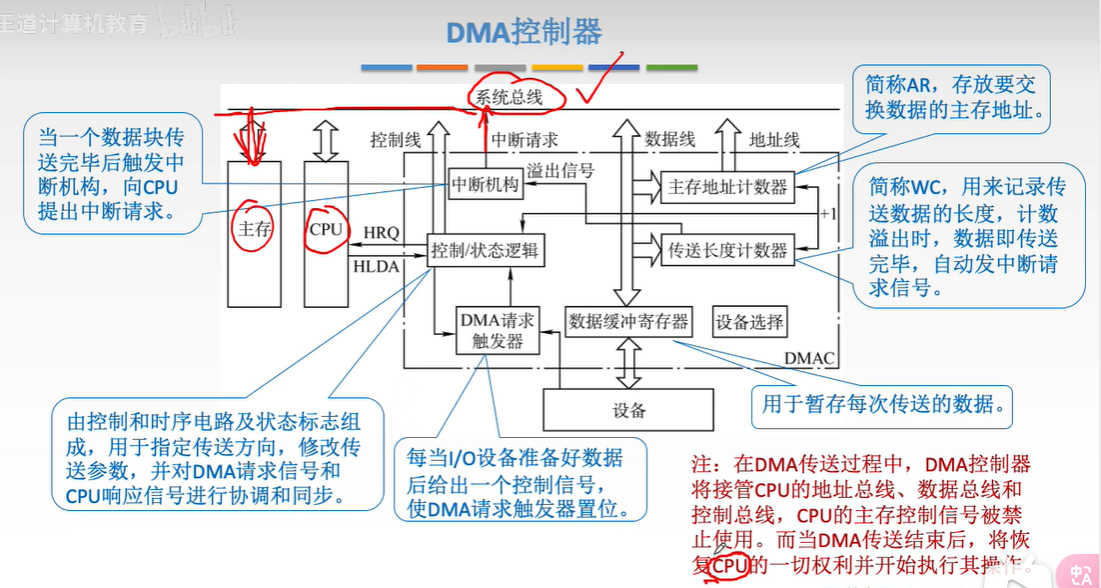 王道计算机教育 bilibili
DMA控制器
系统总线
控制线
中断请求
数据线
地址线
简称AR，存放要交
换数据的主存地址。
当一个数据块传
送完毕后触发中
断机构，向CPU
提出中断请求。
中断机构
溢出信号
主存地址计数器
+1
简称WC，用来记录传
送数据的长度，计数
溢出时，数据即传送
完毕，自动发中断请
求信号。
主存
CPU
HRQ
HLDA
控制/状态逻辑
传送长度计数器
DMA请求
触发器
数据缓冲寄存器
设备选择
DMAC
设备
用于暂存每次传送的数据。
由控制和时序电路及状态标志组
成，用于指定传送方向，修改传
送参数，并对DMA请求信号和
CPU响应信号进行协调和同步。
每当I/O设备准备好数据
后给出一个控制信号，
使DMA请求触发器置位。
注：在DMA传送过程中，DMA控制器
将接管CPU的地址总线、数据总线和
控制总线，CPU的主存控制信号被禁
止使用。而当DMA传送结束后，将恢
复CPU的一切权利并开始执行其操作。